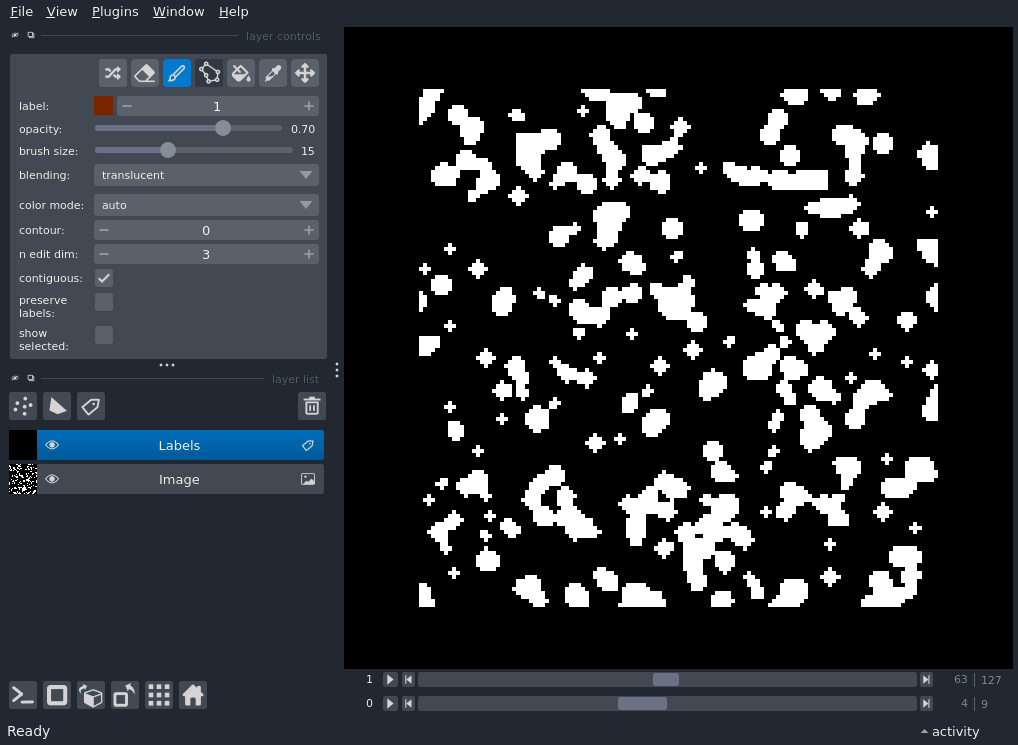 File View Plugins Window Help
layer controls
label: 1
opacity: 0.70
brush size: 15
blending: translucent
color mode: auto
contour: 0
n edit dim: 3
contiguous:
preserve
labels:
show
selected:
layer list
Labels
Image
1 63 127
0 4 9
Ready activity